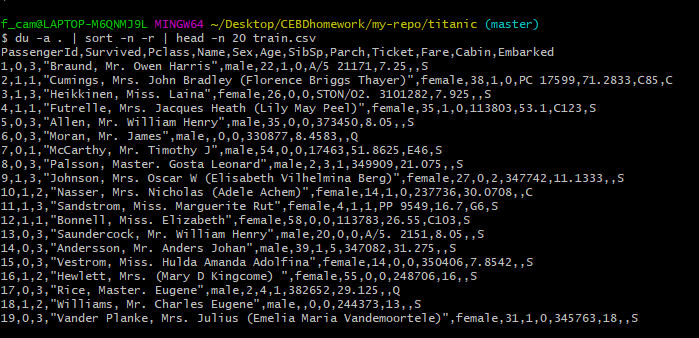 f_cam@LAPTOP-M6QNMJ9L MINGW64 ~/Desktop/CEBDhomework/my-repo/titanic (master)
$ du -a . | sort -n -r | head -n 20 train.csv
PassengerId,Survived,Pclass,Name,Sex,Age,SibSp,Parch,Ticket,Fare,Cabin,Embarked
1,0,3,"Braund, Mr. Owen Harris",male,22,1,0,A/5 21171,7.25,,S
2,1,1,"Cumings, Mrs. John Bradley (Florence Briggs Thayer)",female,38,1,0,PC 17599,71.2833,C85,C
3,1,3,"Heikkinen, Miss. Laina",female,26,0,0,STON/O2. 3101282,7.925,,S
4,1,1,"Futrelle, Mrs. Jacques Heath (Lily May Peel)",female,35,1,0,113803,53.1,C123,S
5,0,3,"Allen, Mr. William Henry",male,35,0,0,373450,8.05,,S
6,0,3,"Moran, Mr. James",male,,0,0,330877,8.4583,,Q
7,0,1,"McCarthy, Mr. Timothy J",male,54,0,0,17463,51.8625,E46,S
8,0,3,"Palsson, Master. Gosta Leonard",male,2,3,1,349909,21.075,,S
9,1,3,"Johnson, Mrs. Oscar W (Elisabeth Vilhelmina Berg)",female,27,0,2,347742,11.1333,,S
10,1,2,"Nasser, Mrs. Nicholas (Adele Achem)",female,14,1,0,237736,30.0708,,C
11,1,3,"Sandstrom, Miss. Marguerite Rut",female,4,1,1,PP 9549,16.7,G6,S
12,1,1,"Bonnell, Miss. Elizabeth",female,58,0,0,113783,26.55,C103,S
13,0,3,"Saundercock, Mr. William Henry",male,20,0,0,A/5. 2151,8.05,,S
14,0,3,"Andersson, Mr. Anders Johan",male,39,1,5,347082,31.275,,S
15,0,3,"Vestrom, Miss. Hulda Amanda Adolfina",female,14,0,0,350406,7.8542,,S
16,1,2,"Hewlett, Mrs. (Mary D Kingcome) ",female,55,0,0,248706,16,,S
17,0,3,"Rice, Master. Eugene",male,2,4,1,382652,29.125,,Q
18,1,2,"Williams, Mr. Charles Eugene",male,,0,0,244373,13,,S
19,0,3,"Vander Planke, Mrs. Julius (Emelia Maria Vandemoortele)",female,31,1,0,345763,18,,S